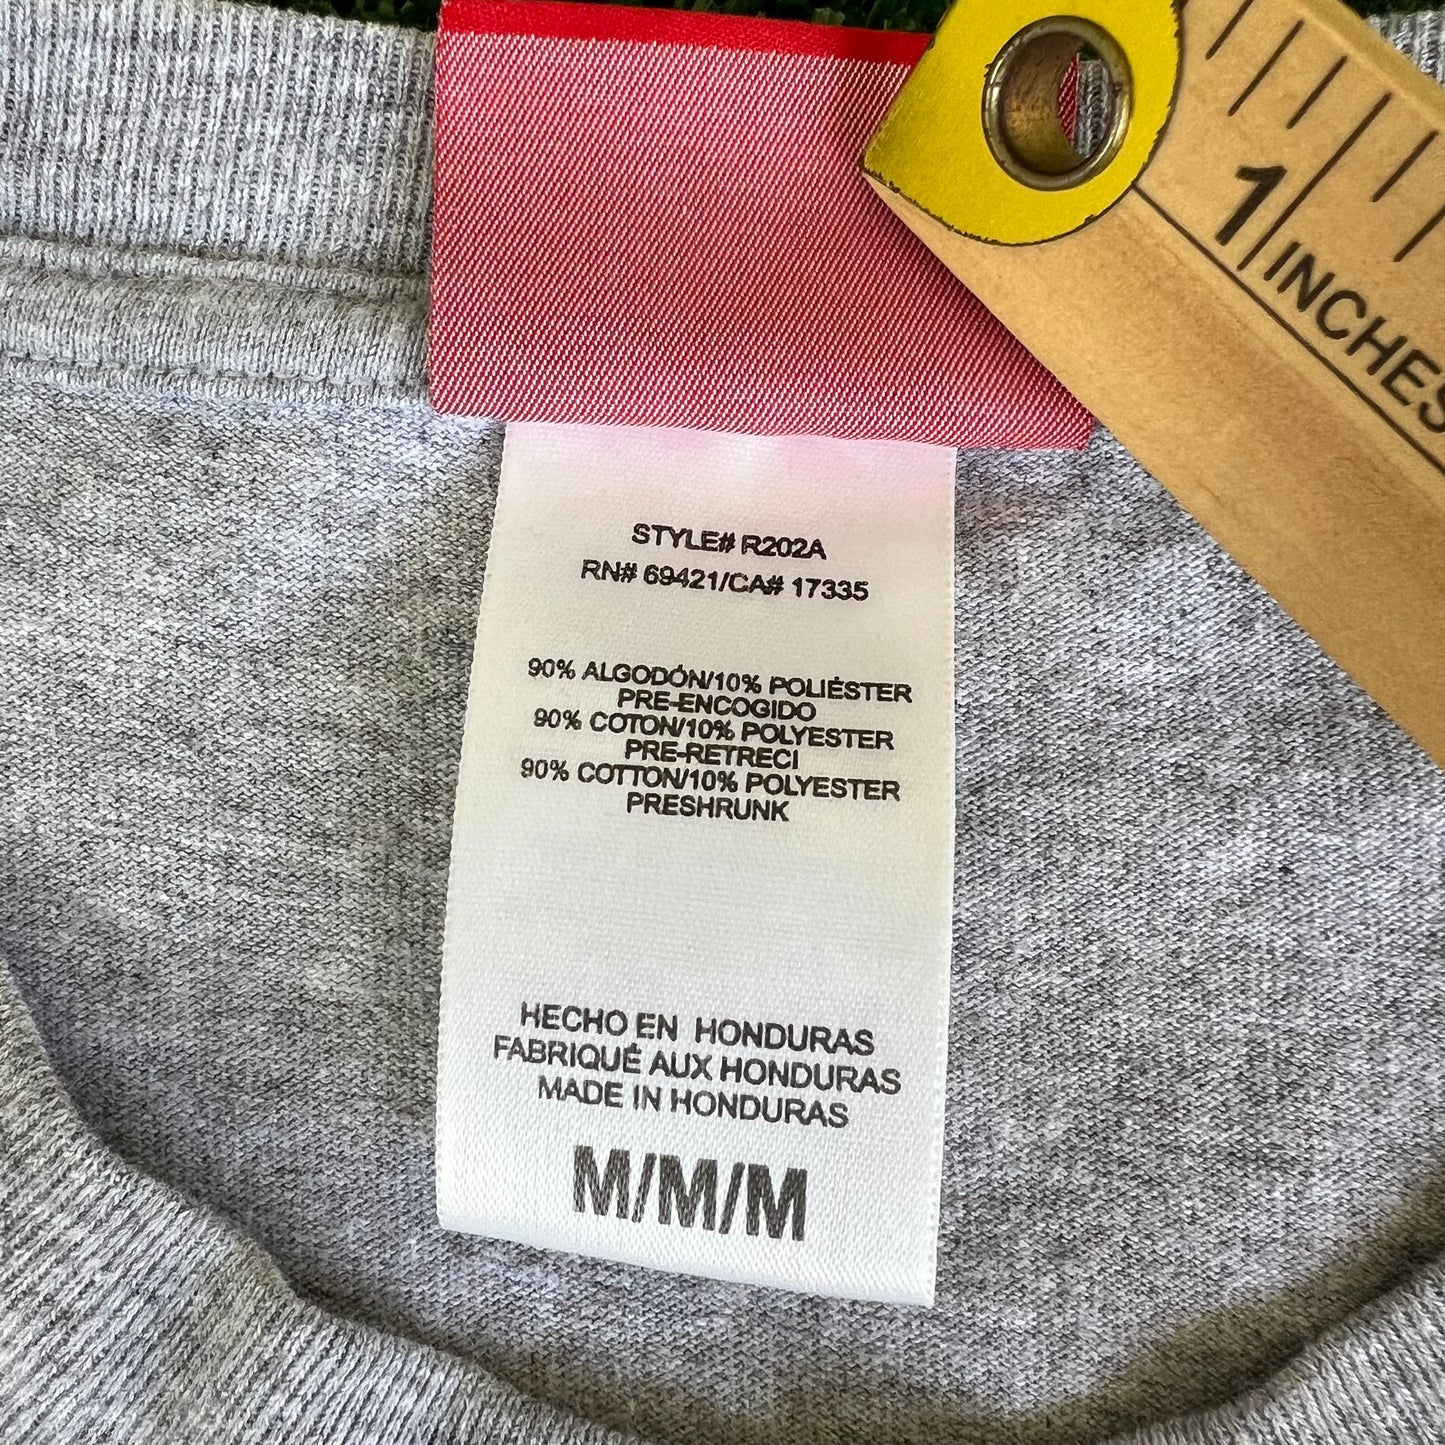 1
INCHES
STYLE# R202A
RN# 69421/CA# 17335
90% ALGODÓN/10% POLIÉSTER
PRE-ENCOGIDO
90% COTON/10% POLYESTER
PRE-RETRECI
90% COTTON/10% POLYESTER
PRESHRUNK
HECHO EN HONDURAS
FABRIQUÉ AUX HONDURAS
MADE IN HONDURAS
M/M/M